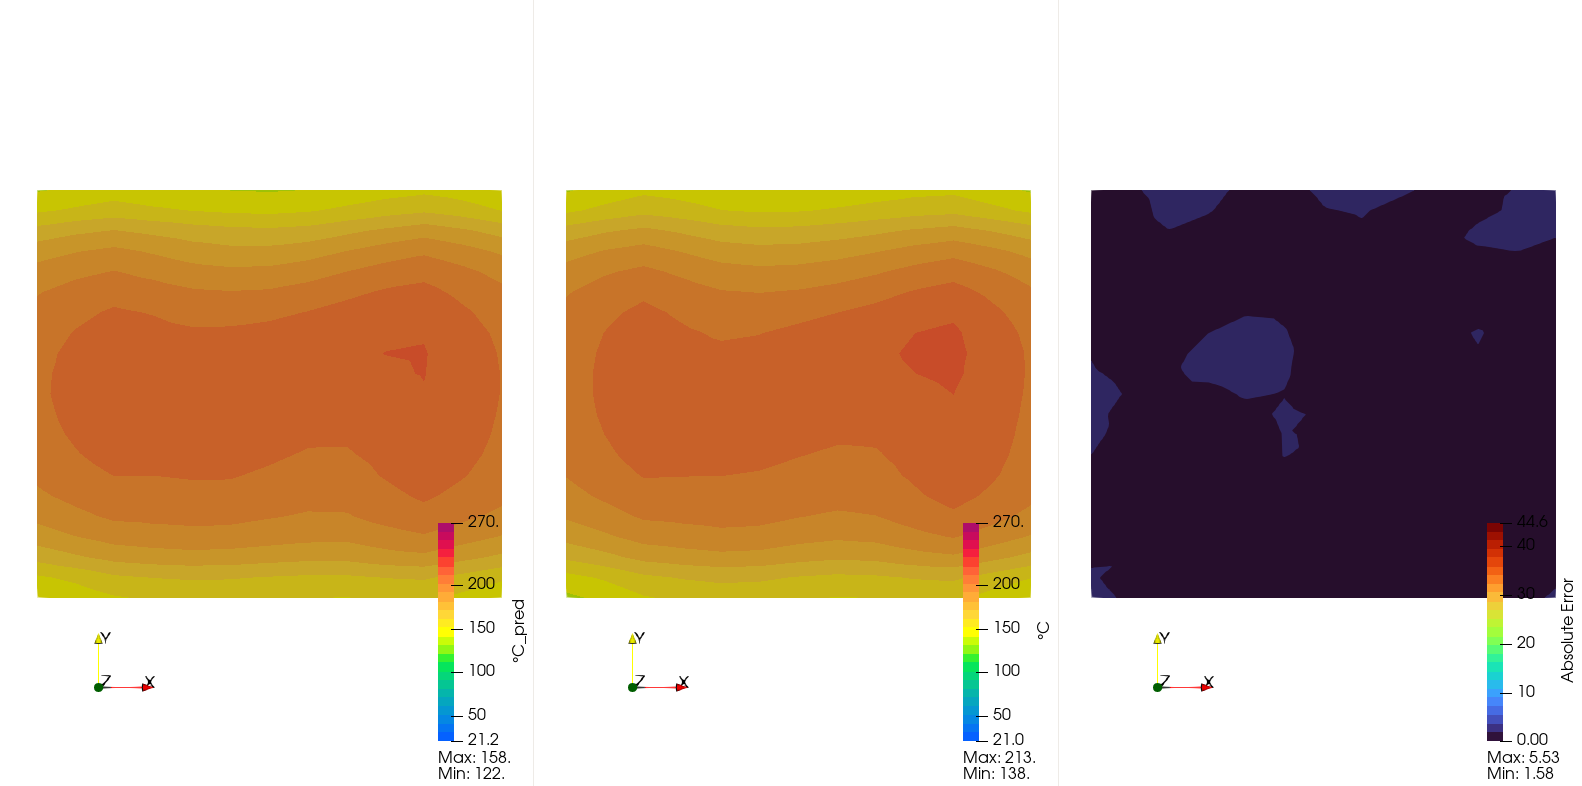 270.
200
150
100
50
21.2
°C_pred
Max: 158.
Min: 122.
Y
Z
X
270.
200
150
100
50
21.0
°C
Max: 213.
Min: 138.
Y
Z
X
44.6
40
30
20
10
0.00
Absolute Error
Max: 5.53
Min: 1.58
Y
Z
X